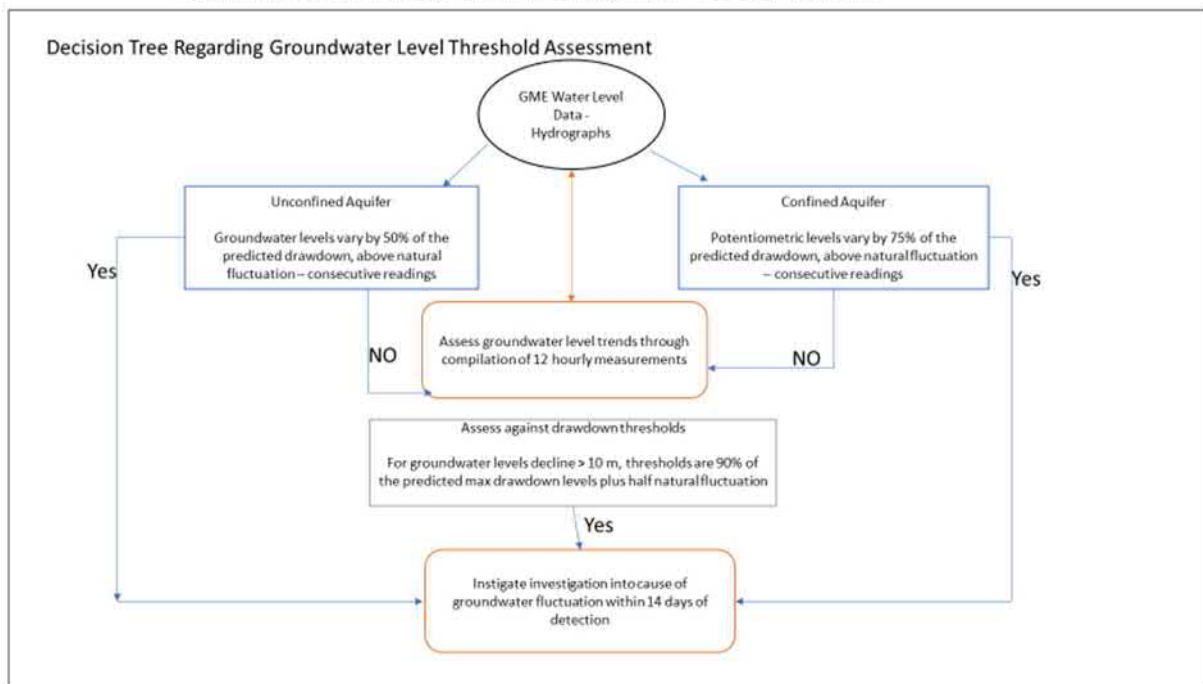 Decision Tree Regarding Groundwater Level Threshold Assessment
GME Water Level
Data -
Hydrographs
Unconfined Aquifer
Groundwater levels vary by 50% of the
predicted drawdown, above natural
fluctuation – consecutive readings
Confined Aquifer
Potentiometric levels vary by 75% of the
predicted drawdown, above natural fluctuation
– consecutive readings
Yes
Yes
Assess groundwater level trends through
compilation of 12 hourly measurements
NO
NO
Assess against drawdown thresholds
For groundwater levels decline > 10 m, thresholds are 90% of
the predicted max drawdown levels plus half natural fluctuation
Yes
Instigate investigation into cause of
groundwater fluctuation within 14 days of
detection